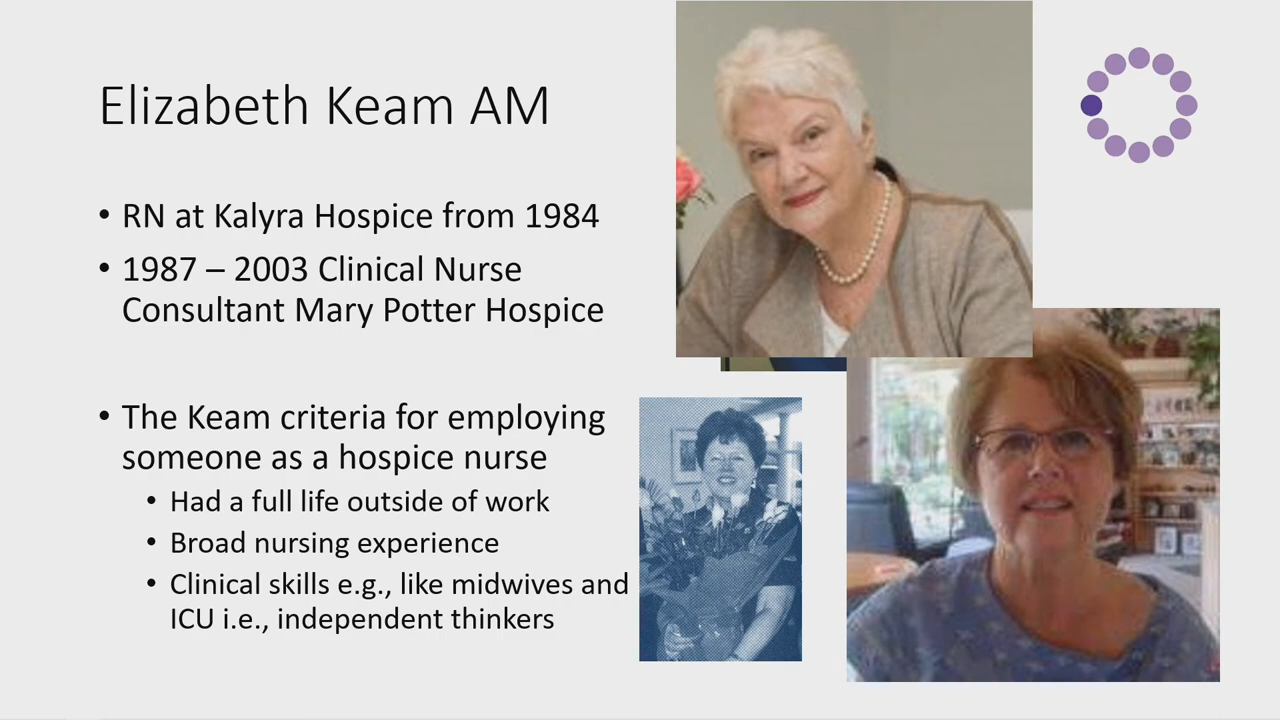 Elizabeth Keam AM
• RN at Kalyra Hospice from 1984
• 1987 – 2003 Clinical Nurse
Consultant Mary Potter Hospice
• The Keam criteria for employing
someone as a hospice nurse
• Had a full life outside of work
• Broad nursing experience
• Clinical skills e.g., like midwives and
ICU i.e., independent thinkers